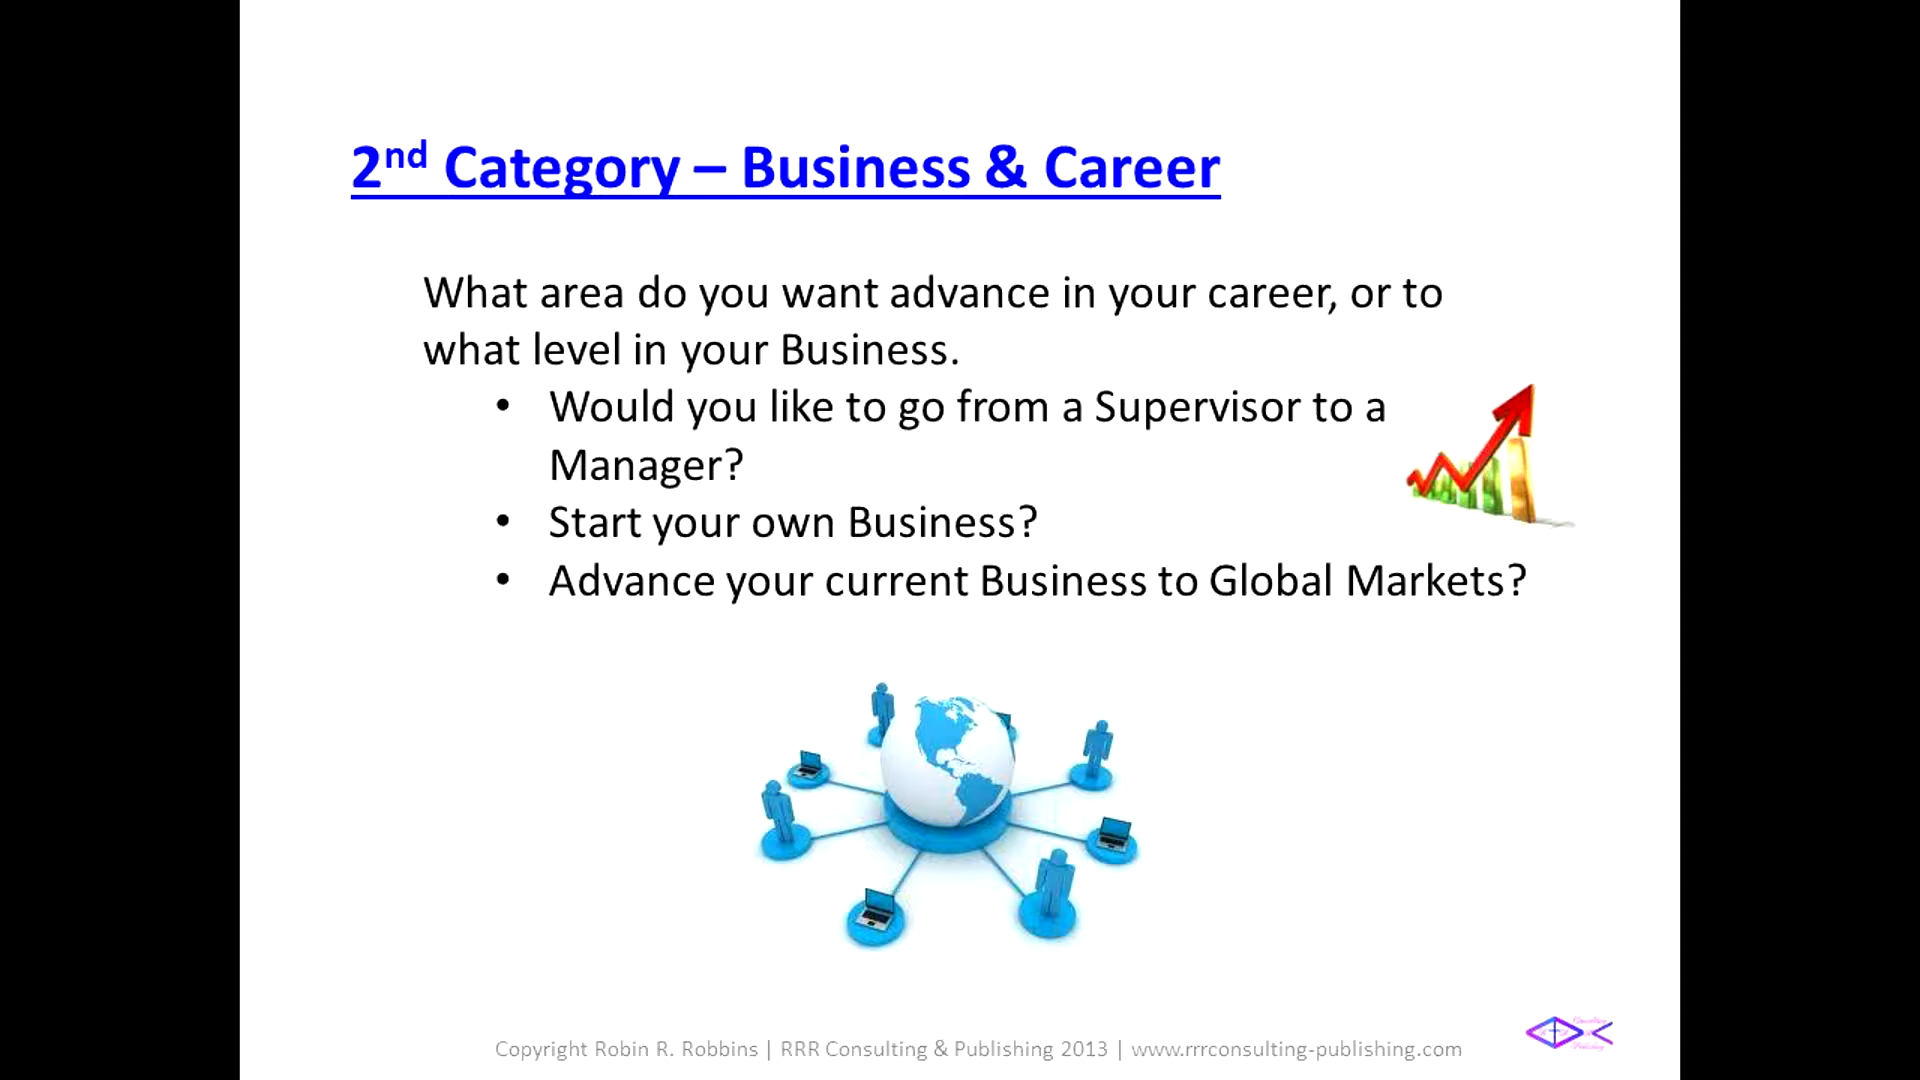 2nd Category – Business & Career
What area do you want advance in your career, or to
what level in your Business.
• Would you like to go from a Supervisor to a
Manager?
• Start your own Business?
• Advance your current Business to Global Markets?
Copyright Robin R. Robbins | RRR Consulting & Publishing 2013 | www.rrrconsulting-publishing.com